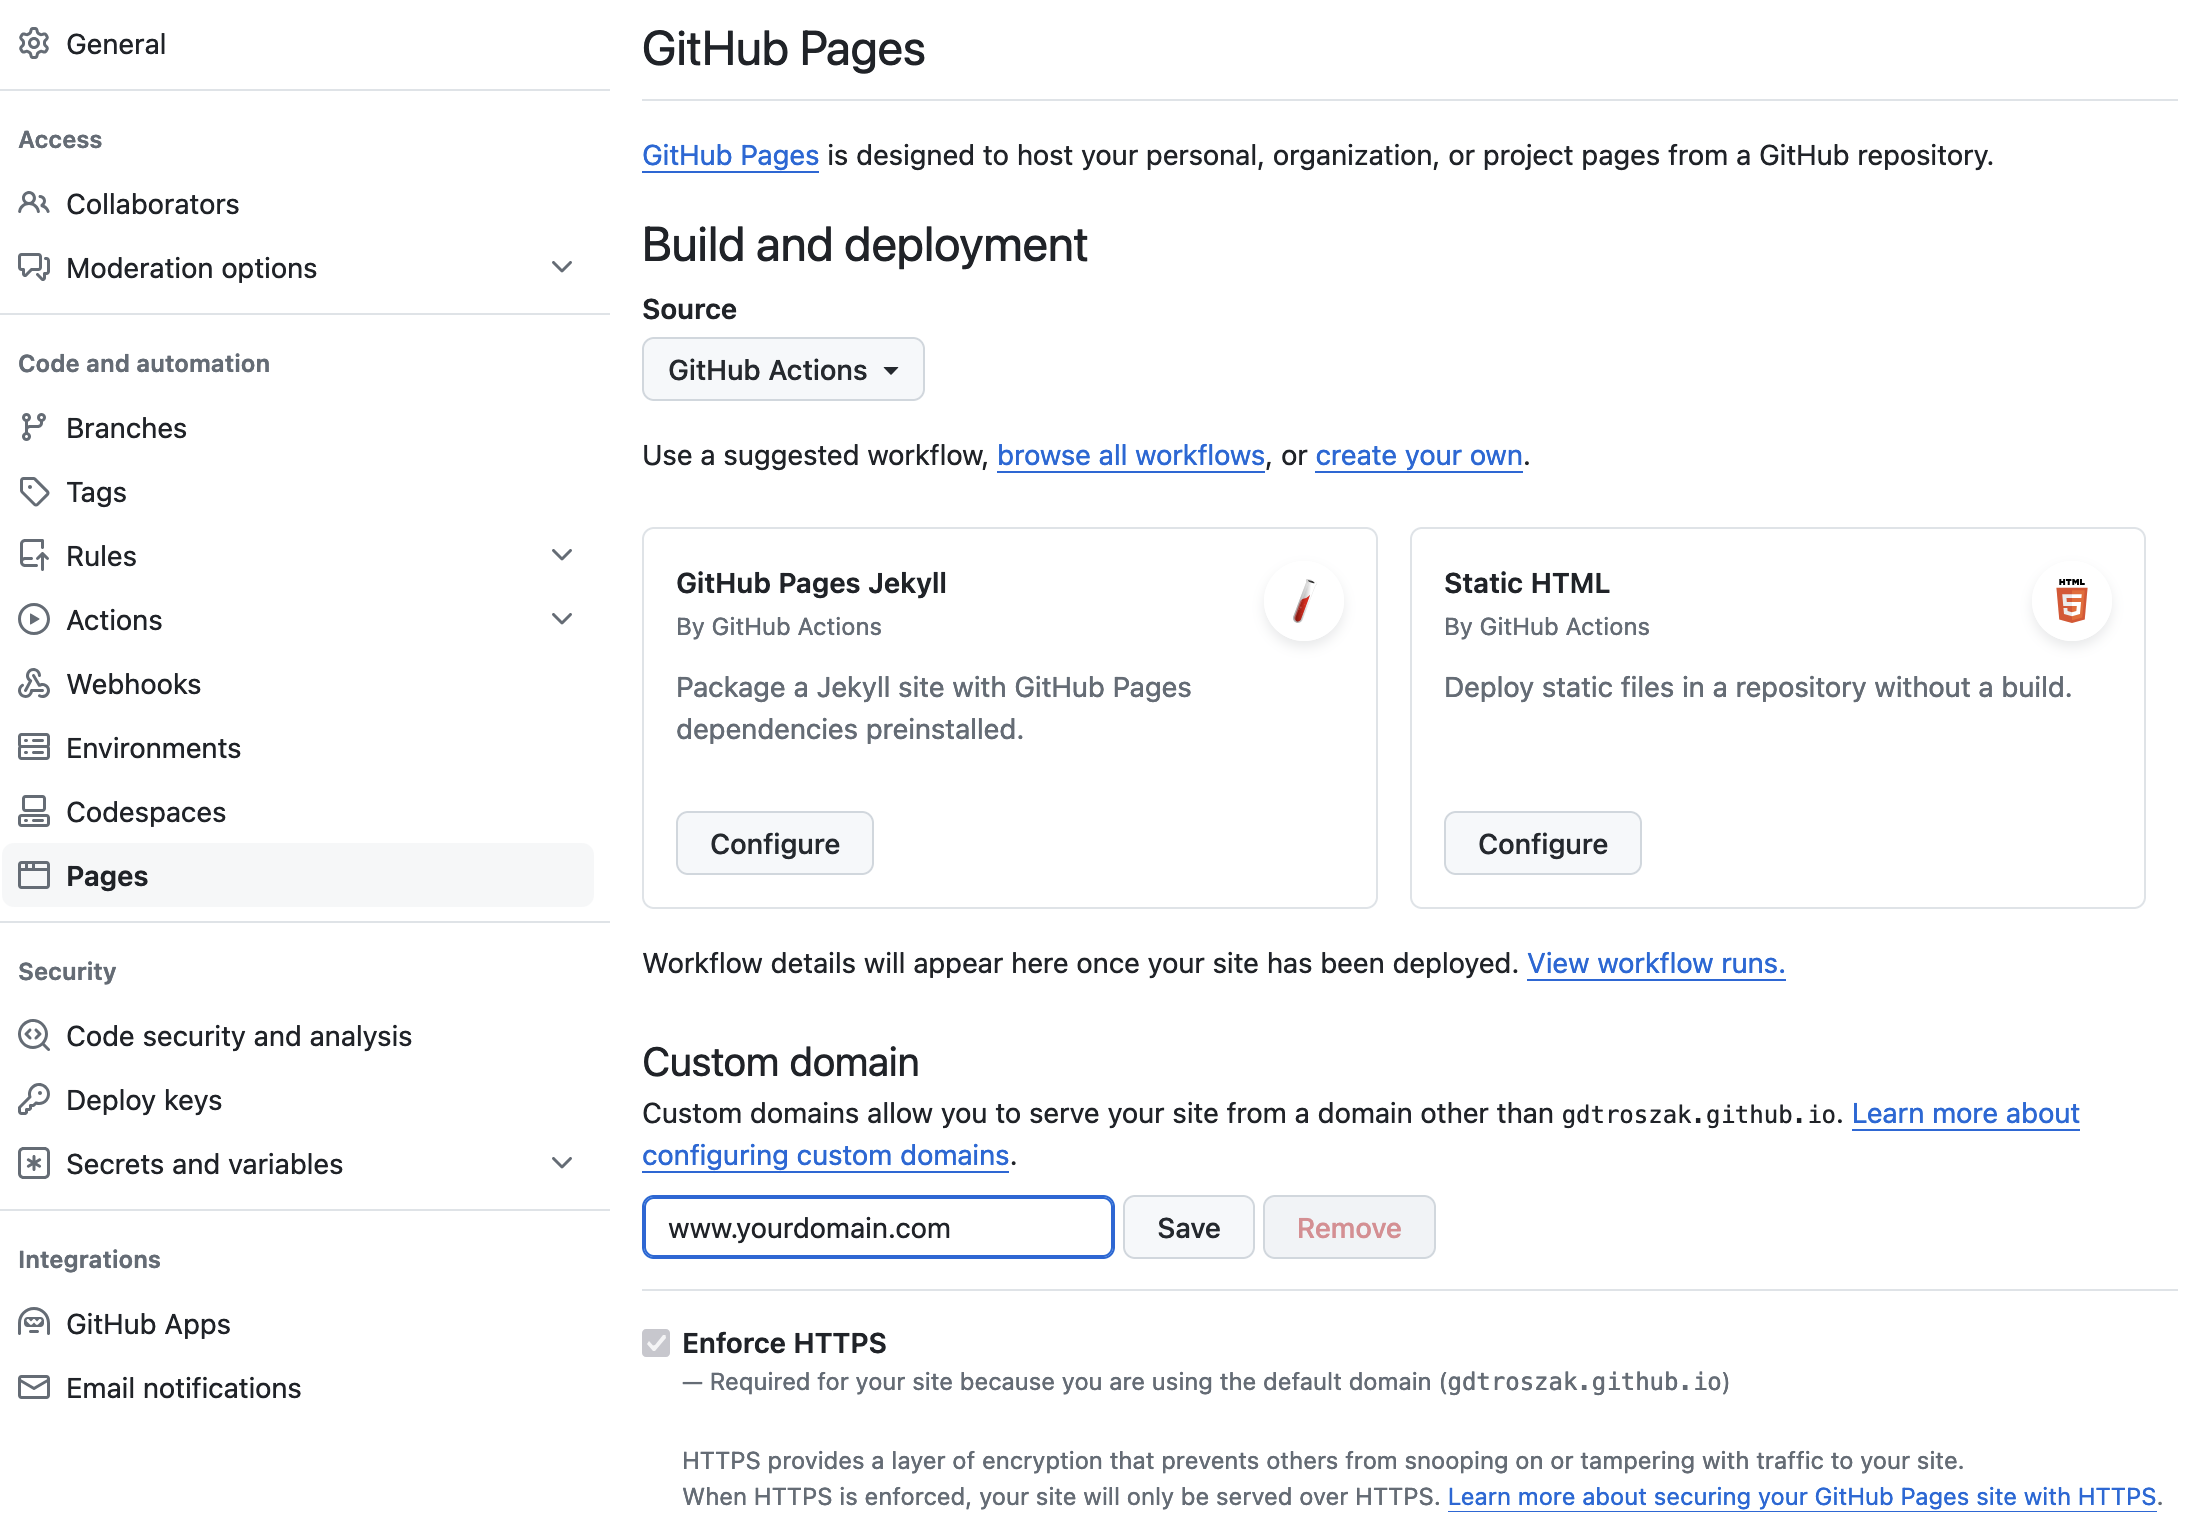 General
Access
Collaborators
Moderation options
Code and automation
Branches
Tags
Rules
Actions
Webhooks
Environments
Codespaces
Pages
Security
Code security and analysis
Deploy keys
Secrets and variables
Integrations
GitHub Apps
Email notifications
GitHub Pages
GitHub Pages is designed to host your personal, organization, or project pages from a GitHub repository.
Build and deployment
Source
GitHub Actions
Use a suggested workflow, browse all workflows, or create your own.
GitHub Pages Jekyll
By GitHub Actions
Package a Jekyll site with GitHub Pages
dependencies preinstalled.
Configure
Static HTML
HTML
5
By GitHub Actions
Deploy static files in a repository without a build.
Configure
Workflow details will appear here once your site has been deployed. View workflow runs.
Custom domain
Custom domains allow you to serve your site from a domain other than gdtroszak.github.io. Learn more about
configuring custom domains.
www.yourdomain.com
Save
Remove
Enforce HTTPS
— Required for your site because you are using the default domain (gdtroszak.github.io)
HTTPS provides a layer of encryption that prevents others from snooping on or tampering with traffic to your site.
When HTTPS is enforced, your site will only be served over HTTPS. Learn more about securing your GitHub Pages site with HTTPS.